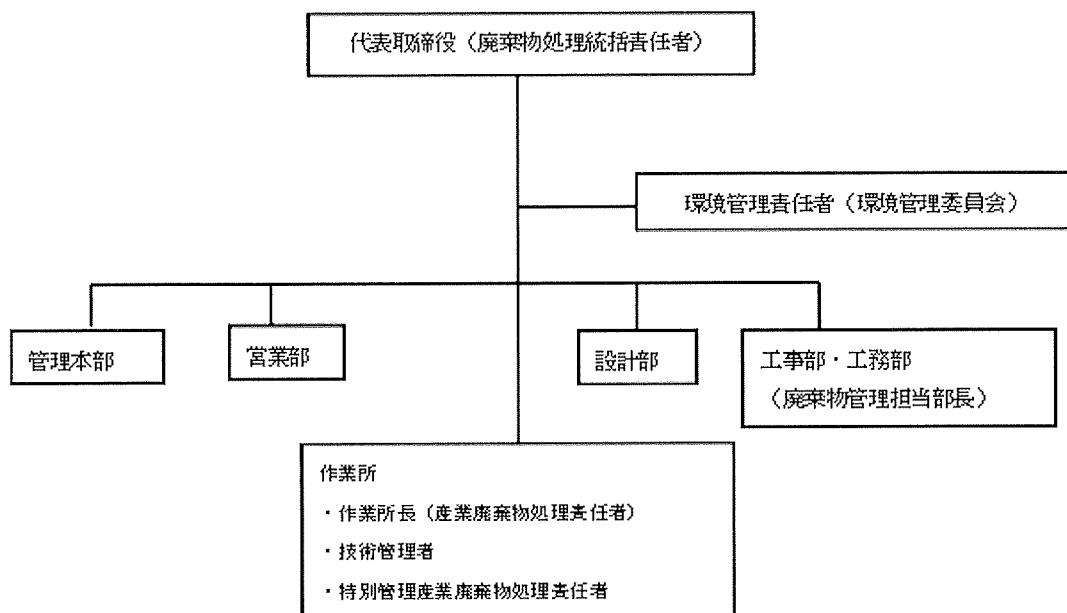 代表取締役(廃棄物処理統括責任者)
環境管理責任者(環境管理委員会)
管理本部
営業部
設計部
工事部・工務部
(廃棄物管理担当部長)
作業所
・作業所長(産業廃棄物処理責任者)
・技術管理者
・特別管理産業廃棄物処理責任者